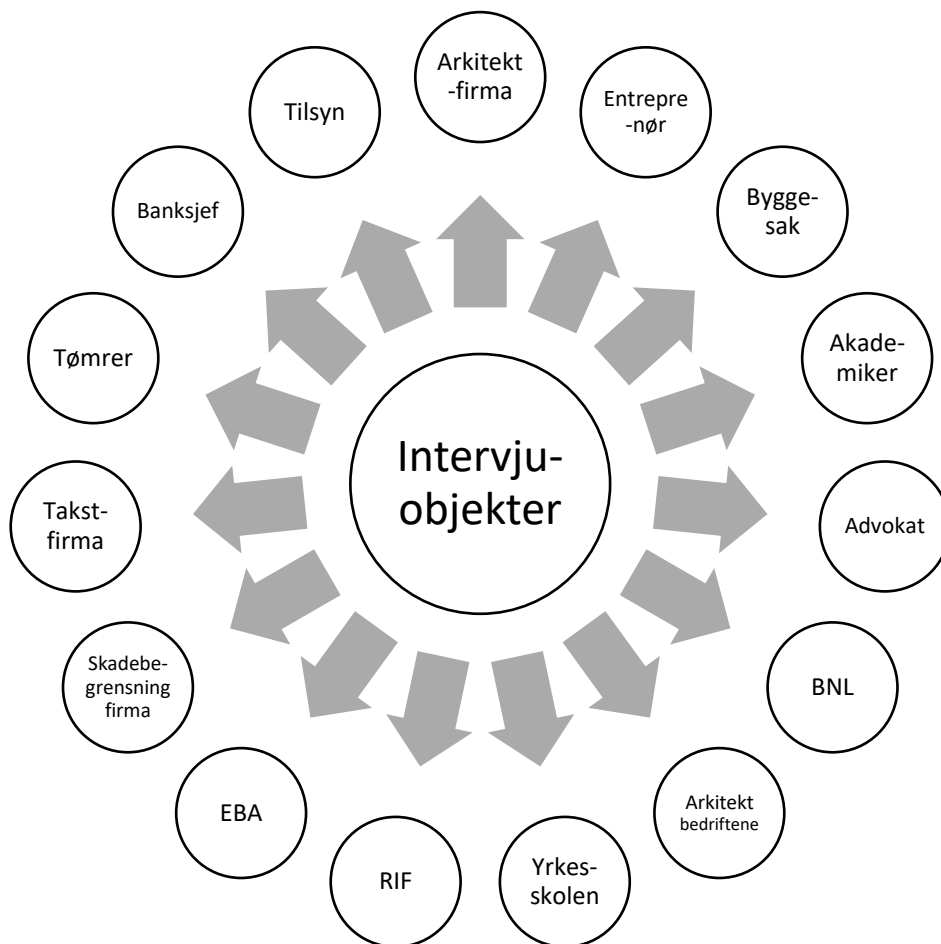 Intervju-
objekter
Arkitekt
-firma
Entrepre
-nør
Bygge-
sak
Akade-
miker
Advokat
BNL
Arkitekt
bedriftene
Yrkes-
skolen
RIF
EBA
Skadebe-
grensning
firma
Takst-
firma
Tømrer
Banksjef
Tilsyn